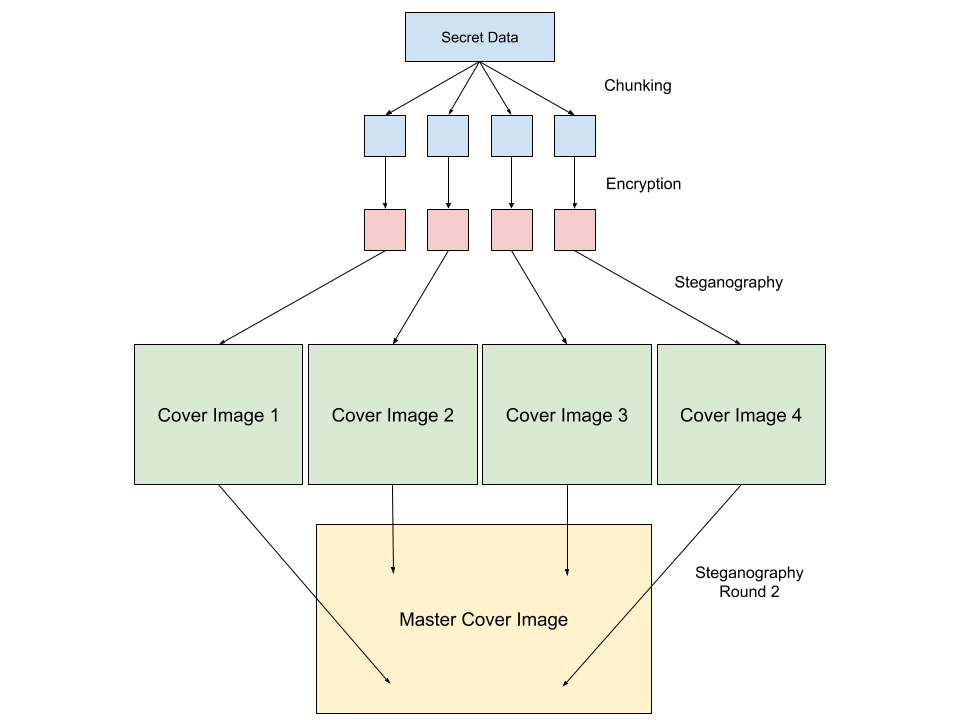 Secret Data
Chunking
Encryption
Steganography
Cover Image 1
Cover Image 2
Cover Image 3
Cover Image 4
Steganography
Round 2
Master Cover Image